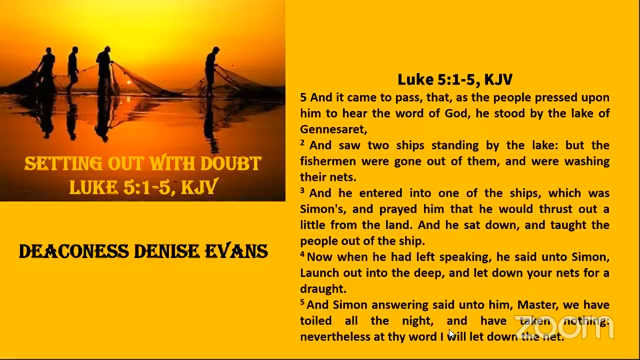 SETTING OUT WITH DOUBT
LUKE 5:1-5, KJV
DEACONESS DENISE EVANS
Luke 5:1-5, KJV
5 And it came to pass, that, as the people pressed upon
him to hear the word of God, he stood by the lake of
Gennesaret,
2 And saw two ships standing by the lake: but the
fishermen were gone out of them, and were washing
their nets.
3 And he entered into one of the ships, which was
Simon's, and prayed him that he would thrust out a
little from the land. And he sat down, and taught the
people out of the ship.
4 Now when he had left speaking, he said unto Simon,
Launch out into the deep, and let down your nets for a
draught.
5 And Simon answering said unto him, Master, we have
toiled all the night, and have taken nothing:
nevertheless at thy word I will let down the net.
zoom